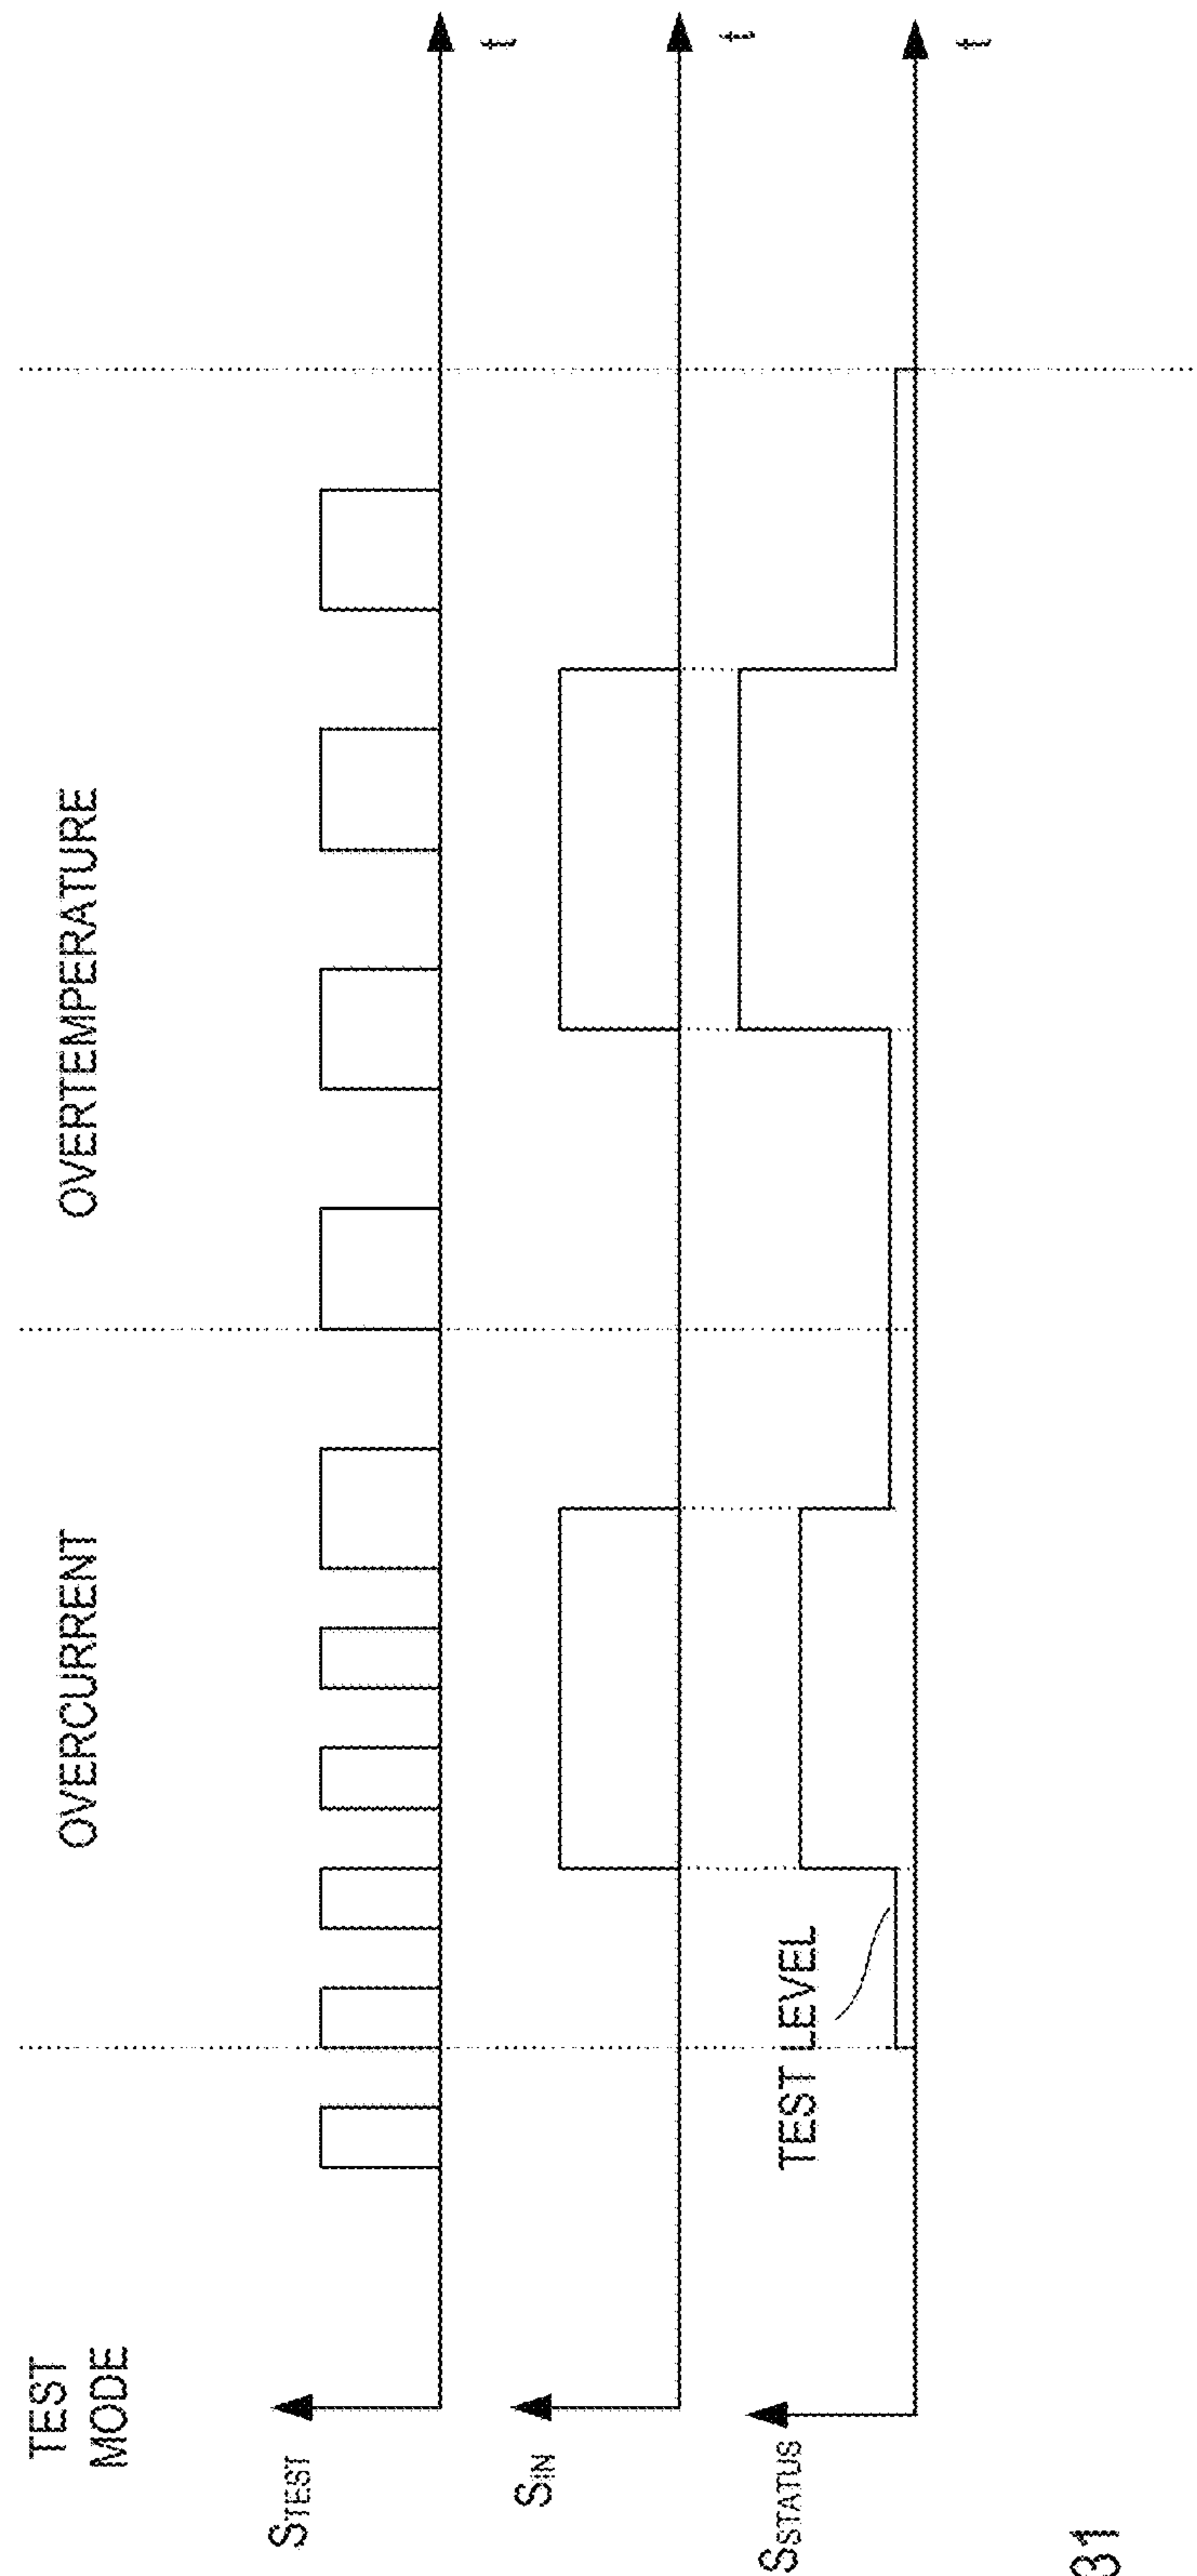 TEST
MODE
OVERCURRENT
OVERTEMPERATURE
STEST
t
SIN
t
TEST LEVEL
SSTATUS
t